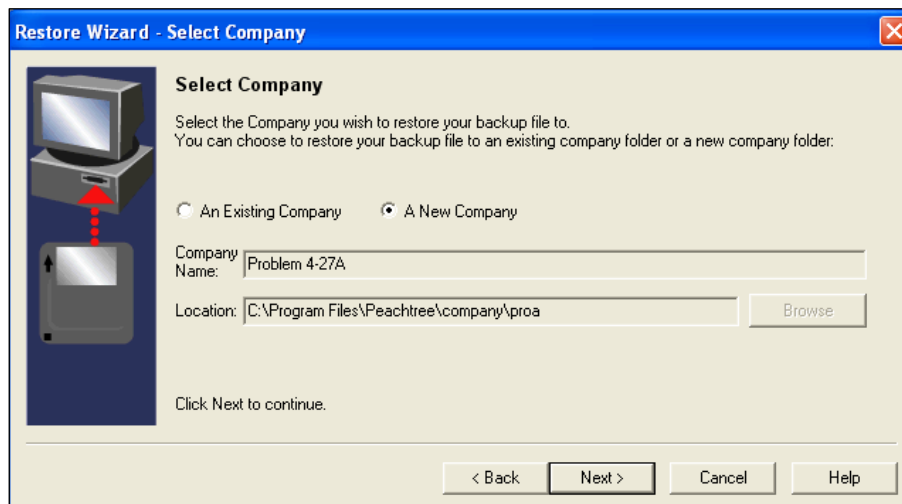 Restore Wizard - Select Company
Select Company
Select the Company you wish to restore your backup file to.
You can choose to restore your backup file to an existing company folder or a new company folder:
An Existing Company
A New Company
Company Name: Problem 4-27A
Location: C:\Program Files\Peachtree\company\proa
Browse
Click Next to continue.
< Back
Next >
Cancel
Help